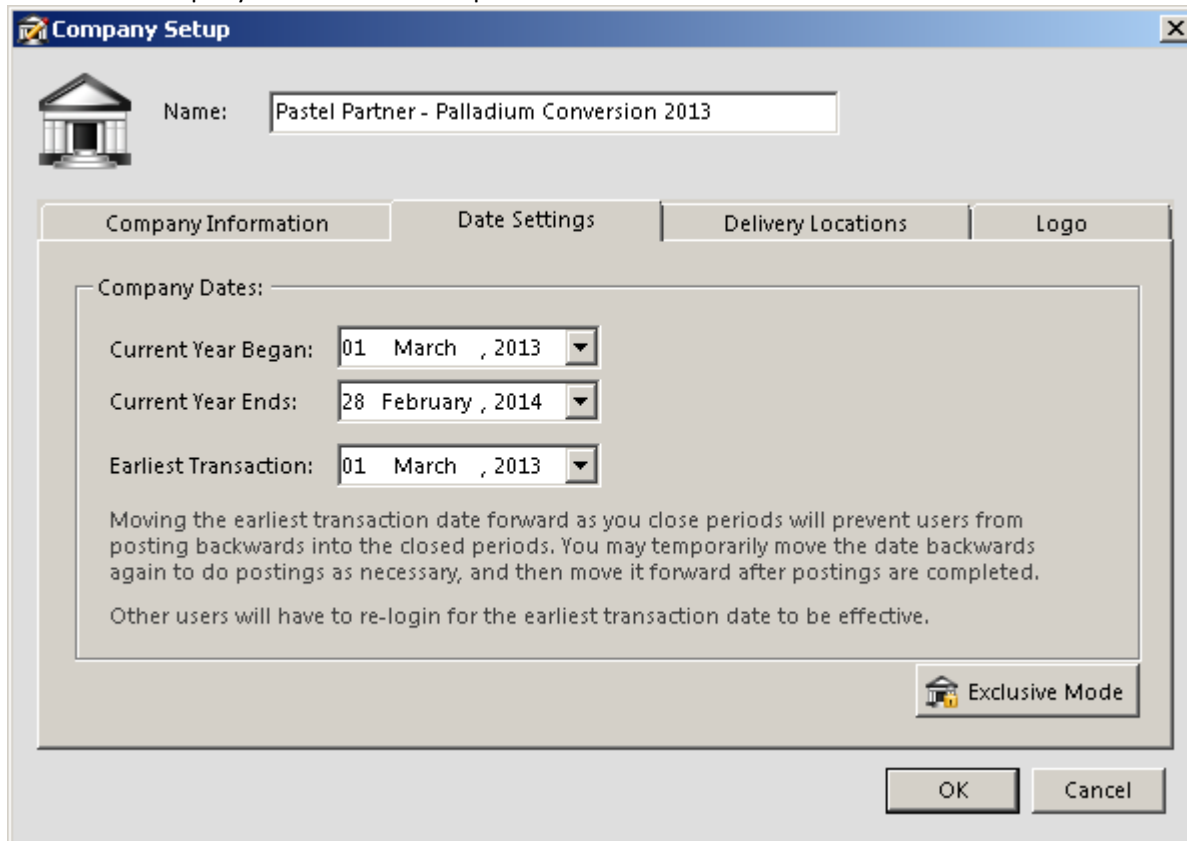 Company Setup
Name: Pastel Partner - Palladium Conversion 2013
Company Information Date Settings Delivery Locations Logo
Company Dates:
Current Year Began: 01 March , 2013
Current Year Ends: 28 February , 2014
Earliest Transaction: 01 March , 2013
Moving the earliest transaction date forward as you close periods will prevent users from
posting backwards into the closed periods. You may temporarily move the date backwards
again to do postings as necessary, and then move it forward after postings are completed.
Other users will have to re-login for the earliest transaction date to be effective.
Exclusive Mode
OK Cancel